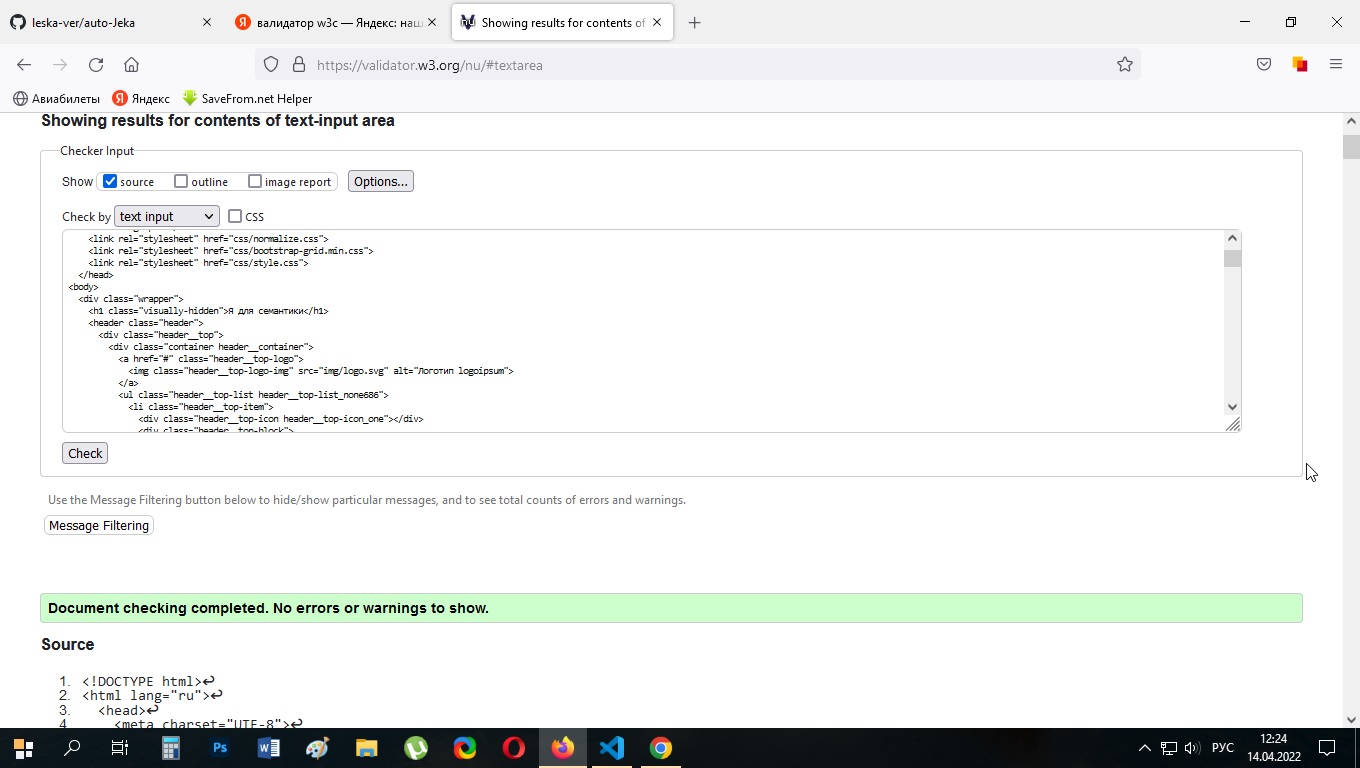 leska-ver/auto-Jeka
валидатор w3c — Яндекс: наш
Showing results for contents of
https://validator.w3.org/nu/#textarea
Авиабилеты
Яндекс
SaveFrom.net Helper
Showing results for contents of text-input area
Checker Input
Show source outline image report Options...
Check by text input CSS
<link rel="stylesheet" href="css/normalize.css">
<link rel="stylesheet" href="css/bootstrap-grid.min.css">
<link rel="stylesheet" href="css/style.css">
</head>
<body>
<div class="wrapper">
<h1 class="visually-hidden">Я для семантики</h1>
<header class="header">
<div class="header__top">
<div class="container header__container">
<a href="#" class="header__top-logo">
<img class="header__top-logo-img" src="img/logo.svg" alt="Логотип logoipsum">
</a>
<ul class="header__top-list header__top-list_none686">
<li class="header__top-item">
<div class="header__top-icon header__top-icon_one"></div>
<div class="header__top-block">
Check
Use the Message Filtering button below to hide/show particular messages, and to see total counts of errors and warnings.
Message Filtering
Document checking completed. No errors or warnings to show.
Source
1. <!DOCTYPE html>↩
2. <html lang="ru">↩
3. <head>↩
4 <meta charset="UTF-8">↩
Ps
РУС
12:24
14.04.2022